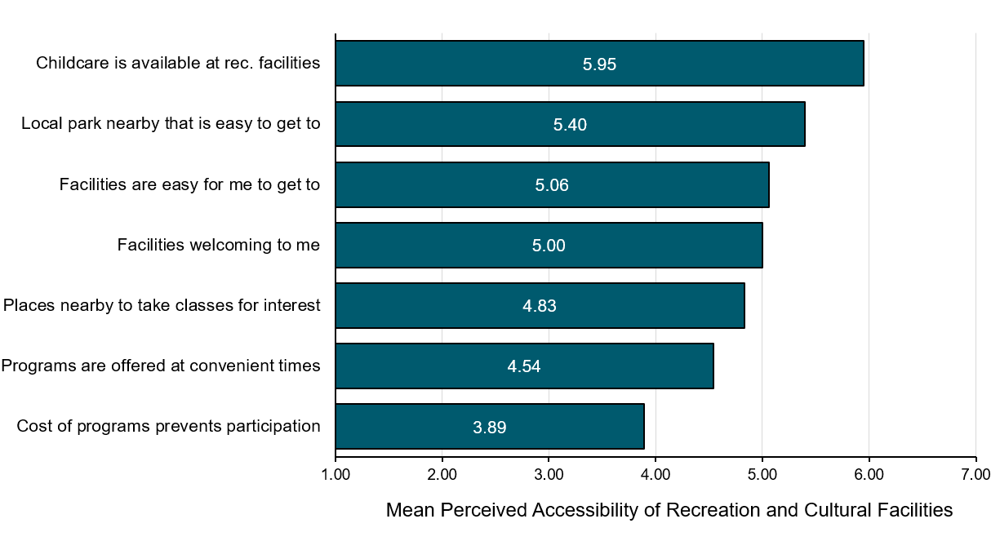 Childcare is available at rec. facilities 5.95
Local park nearby that is easy to get to 5.40
Facilities are easy for me to get to 5.06
Facilities welcoming to me 5.00
Places nearby to take classes for interest 4.83
Programs are offered at convenient times 4.54
Cost of programs prevents participation 3.89
1.00 2.00 3.00 4.00 5.00 6.00 7.00
Mean Perceived Accessibility of Recreation and Cultural Facilities